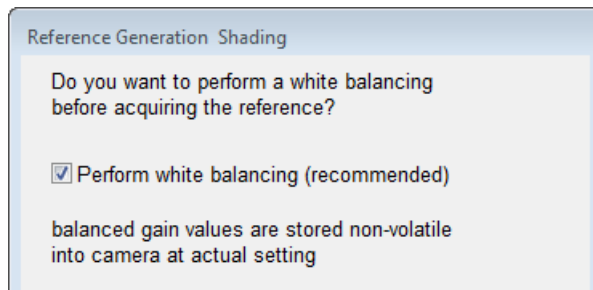 Reference Generation  Shading
Do you want to perform a white balancing
before acquiring the reference?
Perform white balancing (recommended)
balanced gain values are stored non-volatile
into camera at actual setting